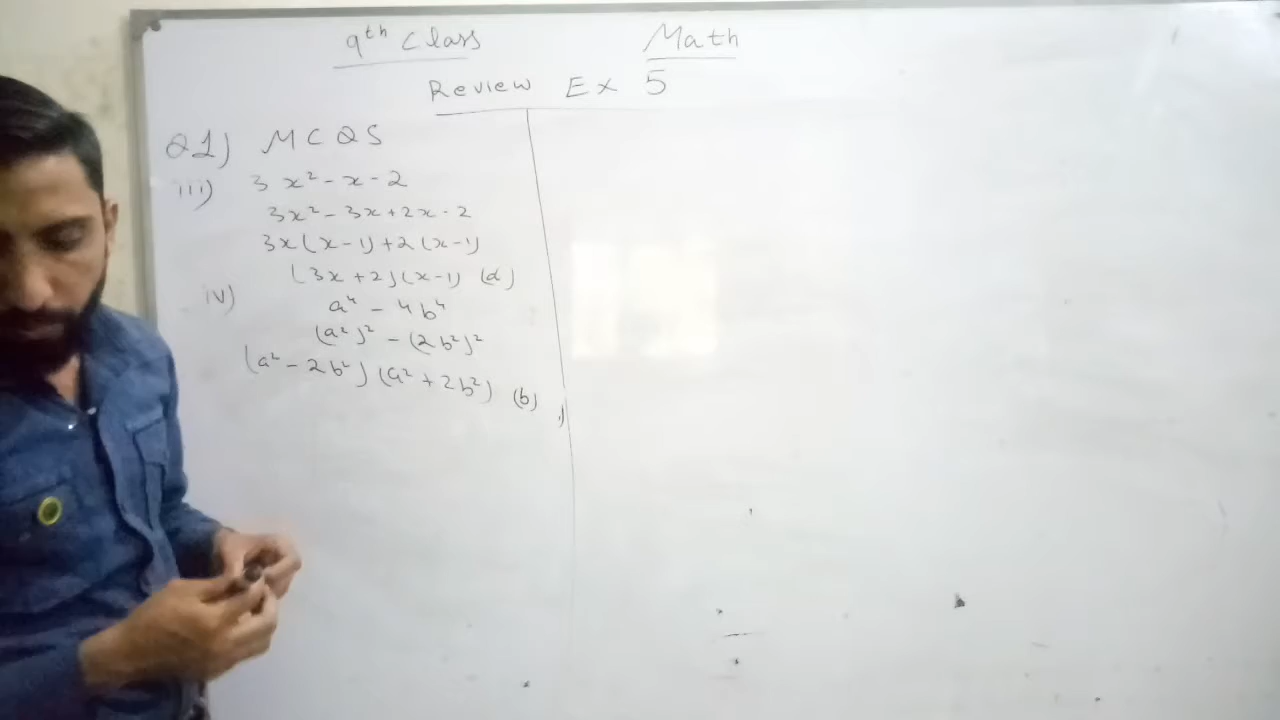 9th Class Math
Review Ex 5
Q1) MCQS
iii) 3x² - x - 2
3x² - 3x + 2x - 2
3x(x-1) + 2(x-1)
(3x+2)(x-1) (d)
iv) a⁴ - 4b⁴
(a²)² - (2b²)²
(a² - 2b²)(a² + 2b²) (b)